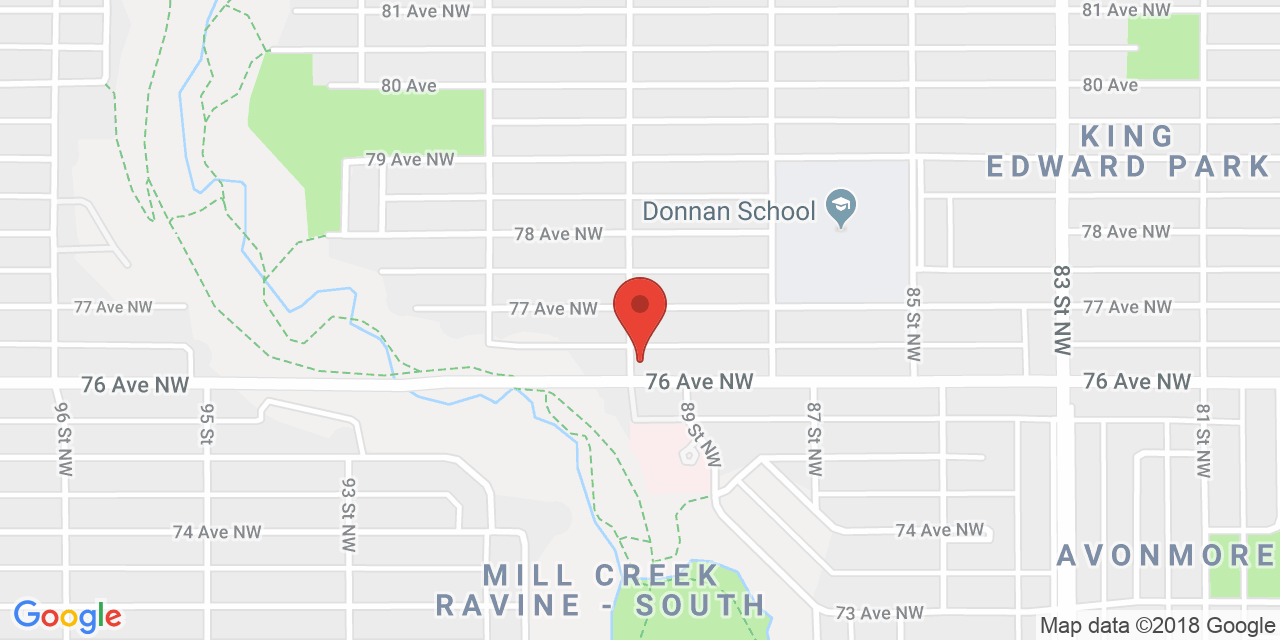 81 Ave NW
81 Ave NW
80 Ave
80 Ave
KING
EDWARD PARK
79 Ave NW
Donnan School
78 Ave NW
78 Ave NW
83 St NW
85 St NW
77 Ave NW
77 Ave NW
77 Ave NW
76 Ave NW
76 Ave NW
76 Ave NW
96 St NW
95 St
89 St NW
87 St NW
81 St NW
93 St NW
74 Ave NW
74 Ave NW
AVONMORE
MILL CREEK
RAVINE - SOUTH
73 Ave NW
Google
Map data ©2018 Google